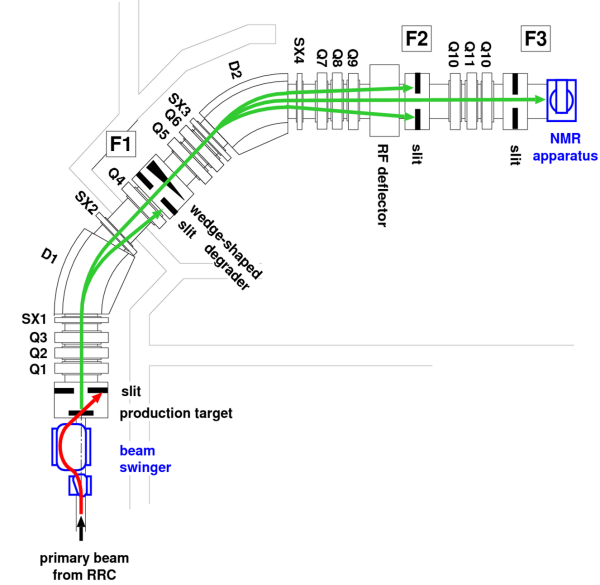 F2
F3
SX4
Q7
Q8
Q9
Q10
Q11
Q10
D2
SX3
Q6
Q5
F1
Q4
SX2
D1
slit
slit
RF deflector
NMR
apparatus
wedge-shaped
degrader
slit
SX1
Q3
Q2
Q1
slit
production target
beam
swinger
primary beam
from RRC